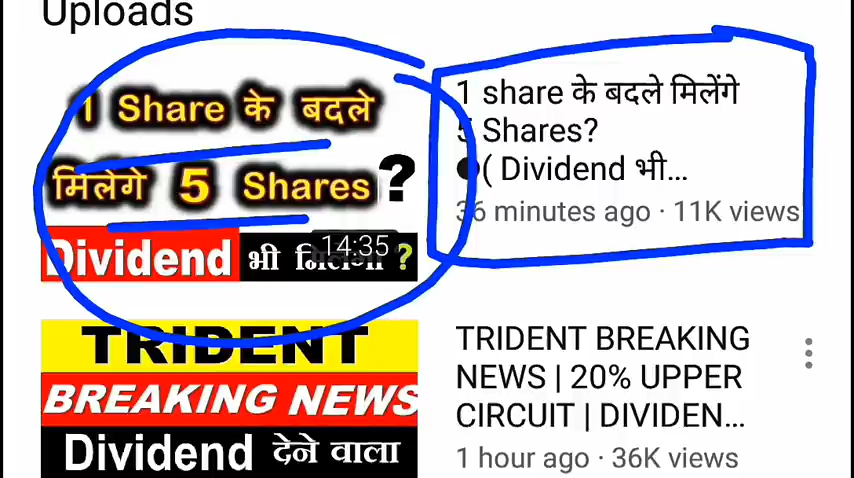 Uploads
1 Share के बदले
मिलेगे 5 Shares ?
Dividend भी मिलेगा ?
14:35
1 share के बदले मिलेंगे
5 Shares?
( Dividend भी...
36 minutes ago · 11K views
TRIDENT
BREAKING NEWS
Dividend देने वाला
TRIDENT BREAKING
NEWS | 20% UPPER
CIRCUIT | DIVIDEN...
1 hour ago · 36K views